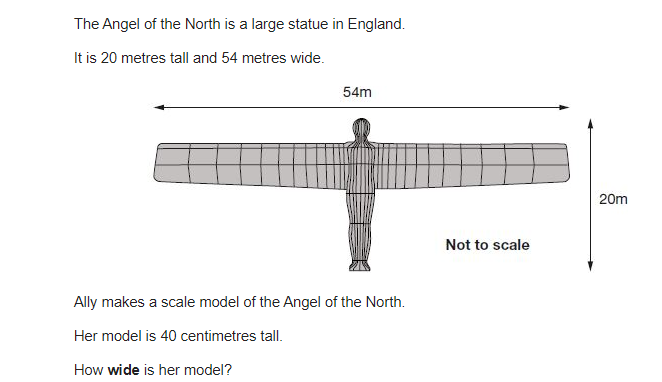 The Angel of the North is a large statue in England.
It is 20 metres tall and 54 metres wide.
54m
20m
Not to scale
Ally makes a scale model of the Angel of the North.
Her model is 40 centimetres tall.
How wide is her model?